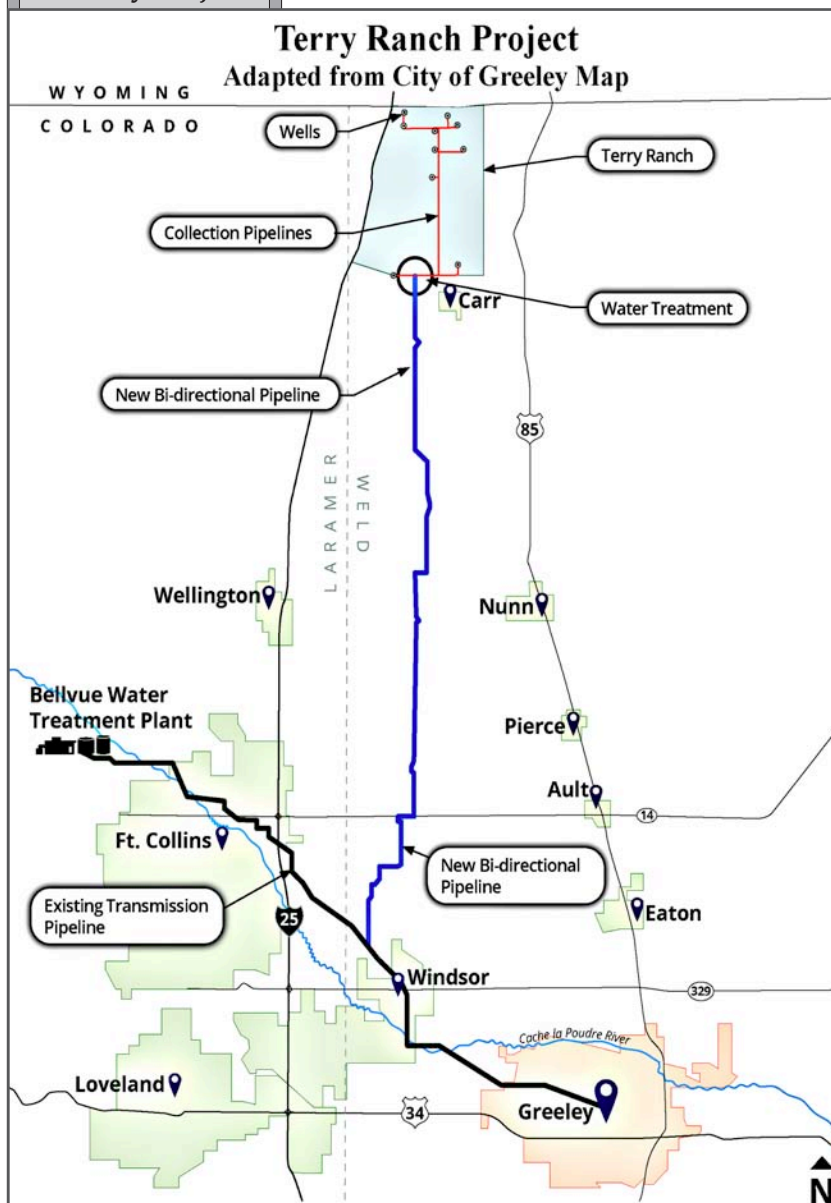 Terry Ranch Project
Adapted from City of Greeley Map
WYOMING
COLORADO
Wells
Terry Ranch
Collection Pipelines
Carr
Water Treatment
New Bi-directional Pipeline
85
LARAMER
WELD
Wellington
Nunn
Bellvue Water
Treatment Plant
Pierce
Ault
14
Ft. Collins
New Bi-directional
Pipeline
Existing Transmission
Pipeline
25
Eaton
Windsor
329
Cache la Poudre River
Loveland
34
Greeley
N